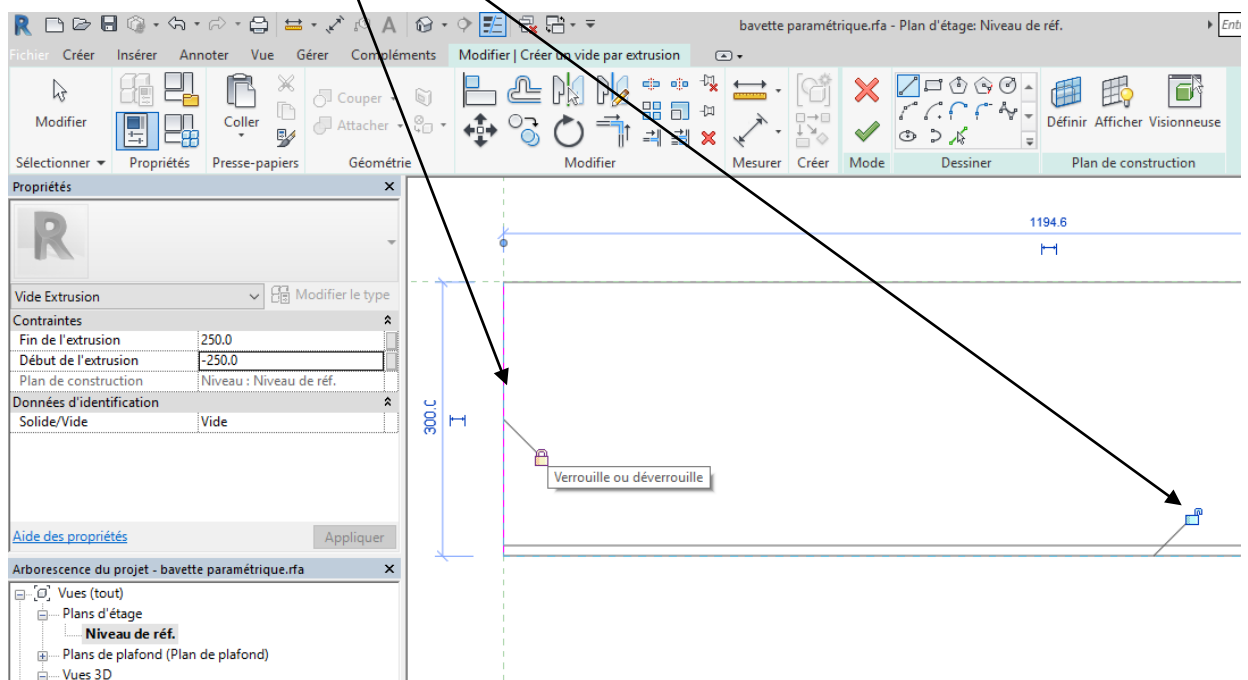 bavette paramétrique.rfa - Plan d'étage: Niveau de réf.
Entr
Fichier Créer Insérer Annoter Vue Gérer Compléments Modifier | Créer un vide par extrusion
Modifier
Coller
Couper
Attacher
Définir Afficher Visionneuse
Sélectionner Propriétés Presse-papiers Géométrie Modifier Mesurer Créer Mode Dessiner Plan de construction
Propriétés
R
Vide Extrusion Modifier le type
Contraintes
Fin de l'extrusion 250.0
Début de l'extrusion -250.0
Plan de construction Niveau : Niveau de réf.
Données d'identification
Solide/Vide Vide
Aide des propriétés Appliquer
Arborescence du projet - bavette paramétrique.rfa
Vues (tout)
Plans d'étage
Niveau de réf.
Plans de plafond (Plan de plafond)
Vues 3D
1194.6
300.0
Verrouille ou déverrouille